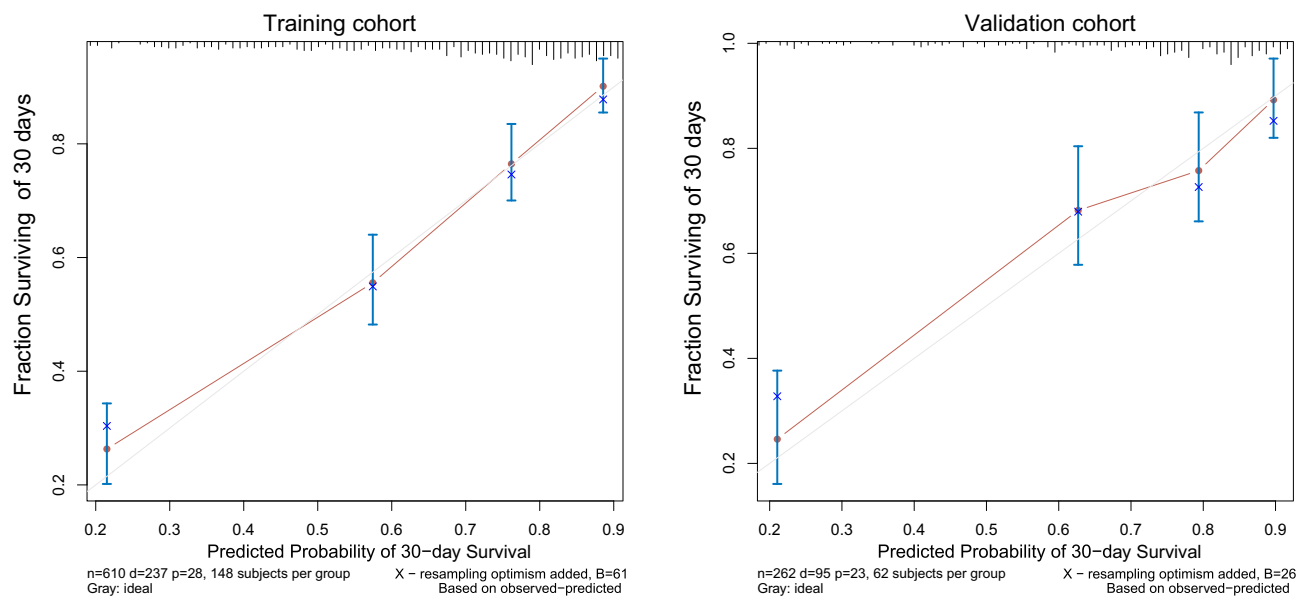 Training cohort
Fraction Surviving of 30 days
0.8
0.6
0.4
0.2
0.2 0.3 0.4 0.5 0.6 0.7 0.8 0.9
Predicted Probability of 30−day Survival
n=610 d=237 p=28, 148 subjects per group
Gray: ideal
X − resampling optimism added, B=61
Based on observed−predicted
Validation cohort
Fraction Surviving of 30 days
1.0
0.8
0.6
0.4
0.2
0.2 0.3 0.4 0.5 0.6 0.7 0.8 0.9
Predicted Probability of 30−day Survival
n=262 d=95 p=23, 62 subjects per group
Gray: ideal
X − resampling optimism added, B=26
Based on observed−predicted